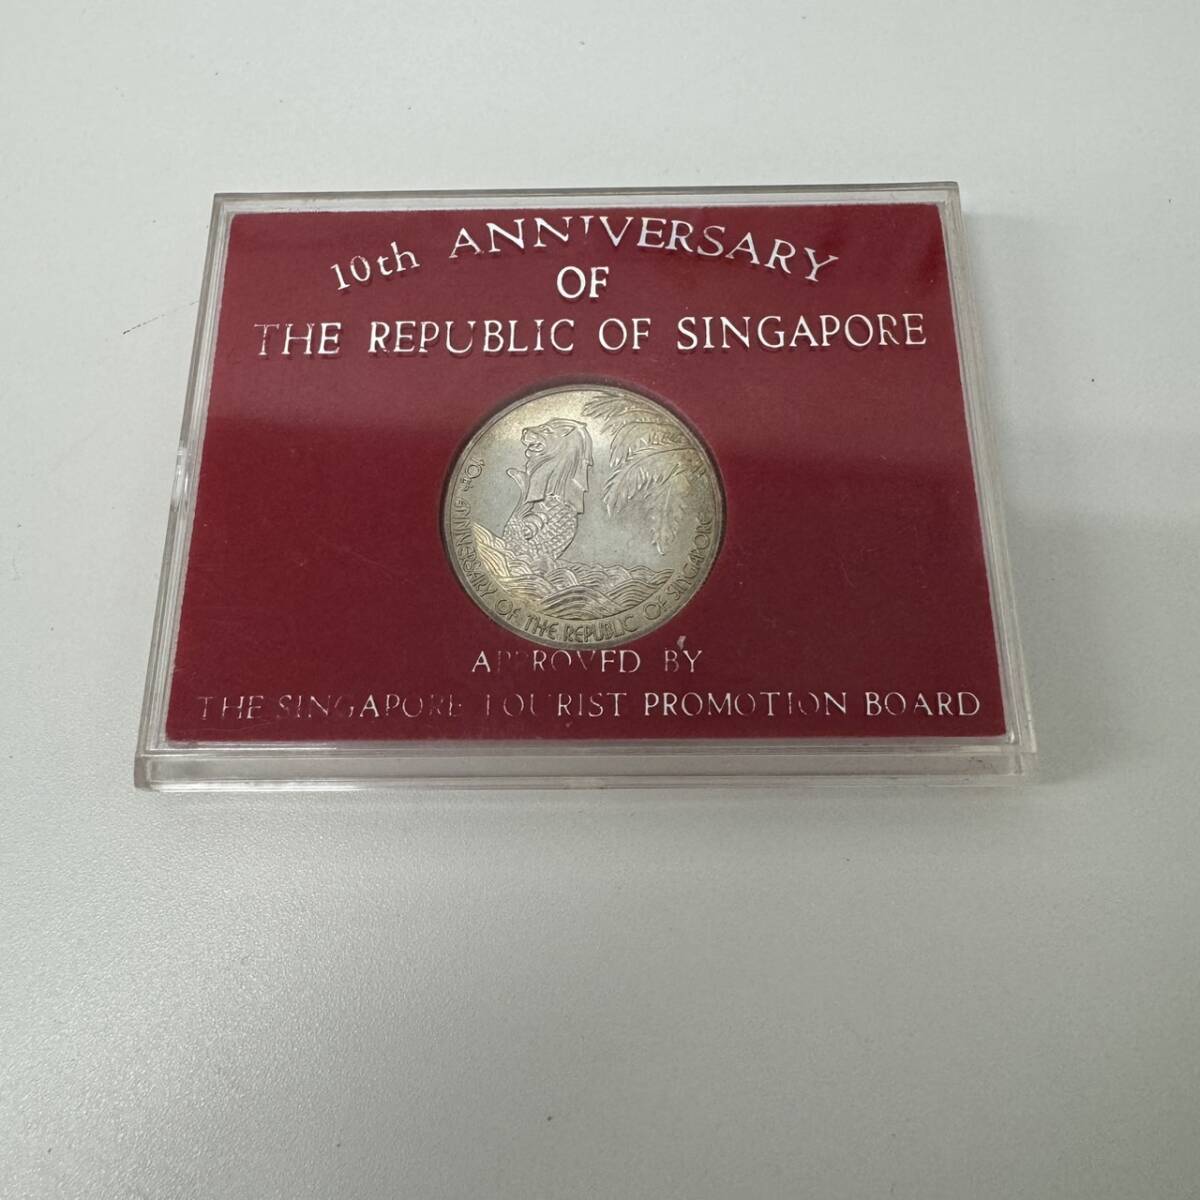 10th ANNIVERSARY
OF
THE REPUBLIC OF SINGAPORE
10th ANNIVERSARY OF THE REPUBLIC OF SINGAPORE
APPROVED BY
THE SINGAPORE TOURIST PROMOTION BOARD